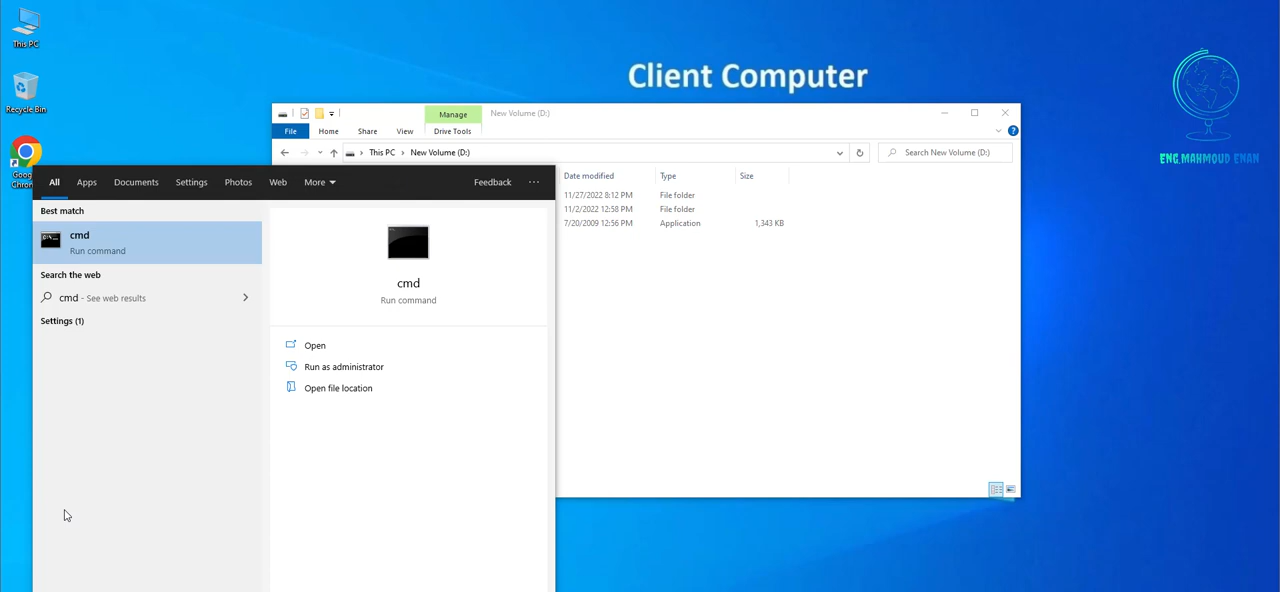 This PC
Recycle Bin
Client Computer
ENG.MAHMOUD ENAN
Manage
New Volume (D:)
File
Home
Share
View
Drive Tools
This PC
New Volume (D:)
Search New Volume (D:)
Date modified
Type
Size
11/27/2022 8:12 PM
File folder
11/2/2022 12:58 PM
File folder
7/20/2009 12:56 PM
Application
1,343 KB
All
Apps
Documents
Settings
Photos
Web
More
Feedback
Best match
cmd
Run command
Search the web
cmd - See web results
Settings (1)
cmd
Run command
Open
Run as administrator
Open file location